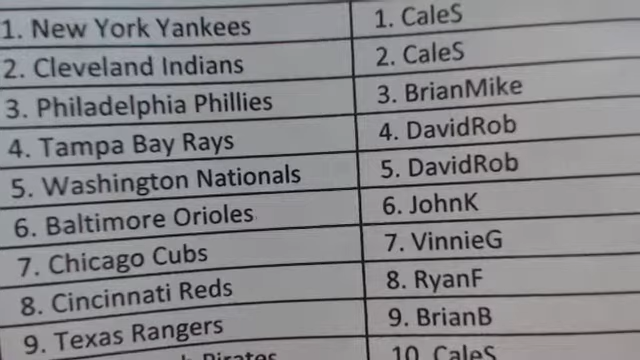 1. New York Yankees 1. CaleS
2. Cleveland Indians 2. CaleS
3. Philadelphia Phillies 3. BrianMike
4. Tampa Bay Rays 4. DavidRob
5. Washington Nationals 5. DavidRob
6. Baltimore Orioles 6. JohnK
7. Chicago Cubs 7. VinnieG
8. Cincinnati Reds 8. RyanF
9. Texas Rangers 9. BrianB
Pirates 10. CaleS